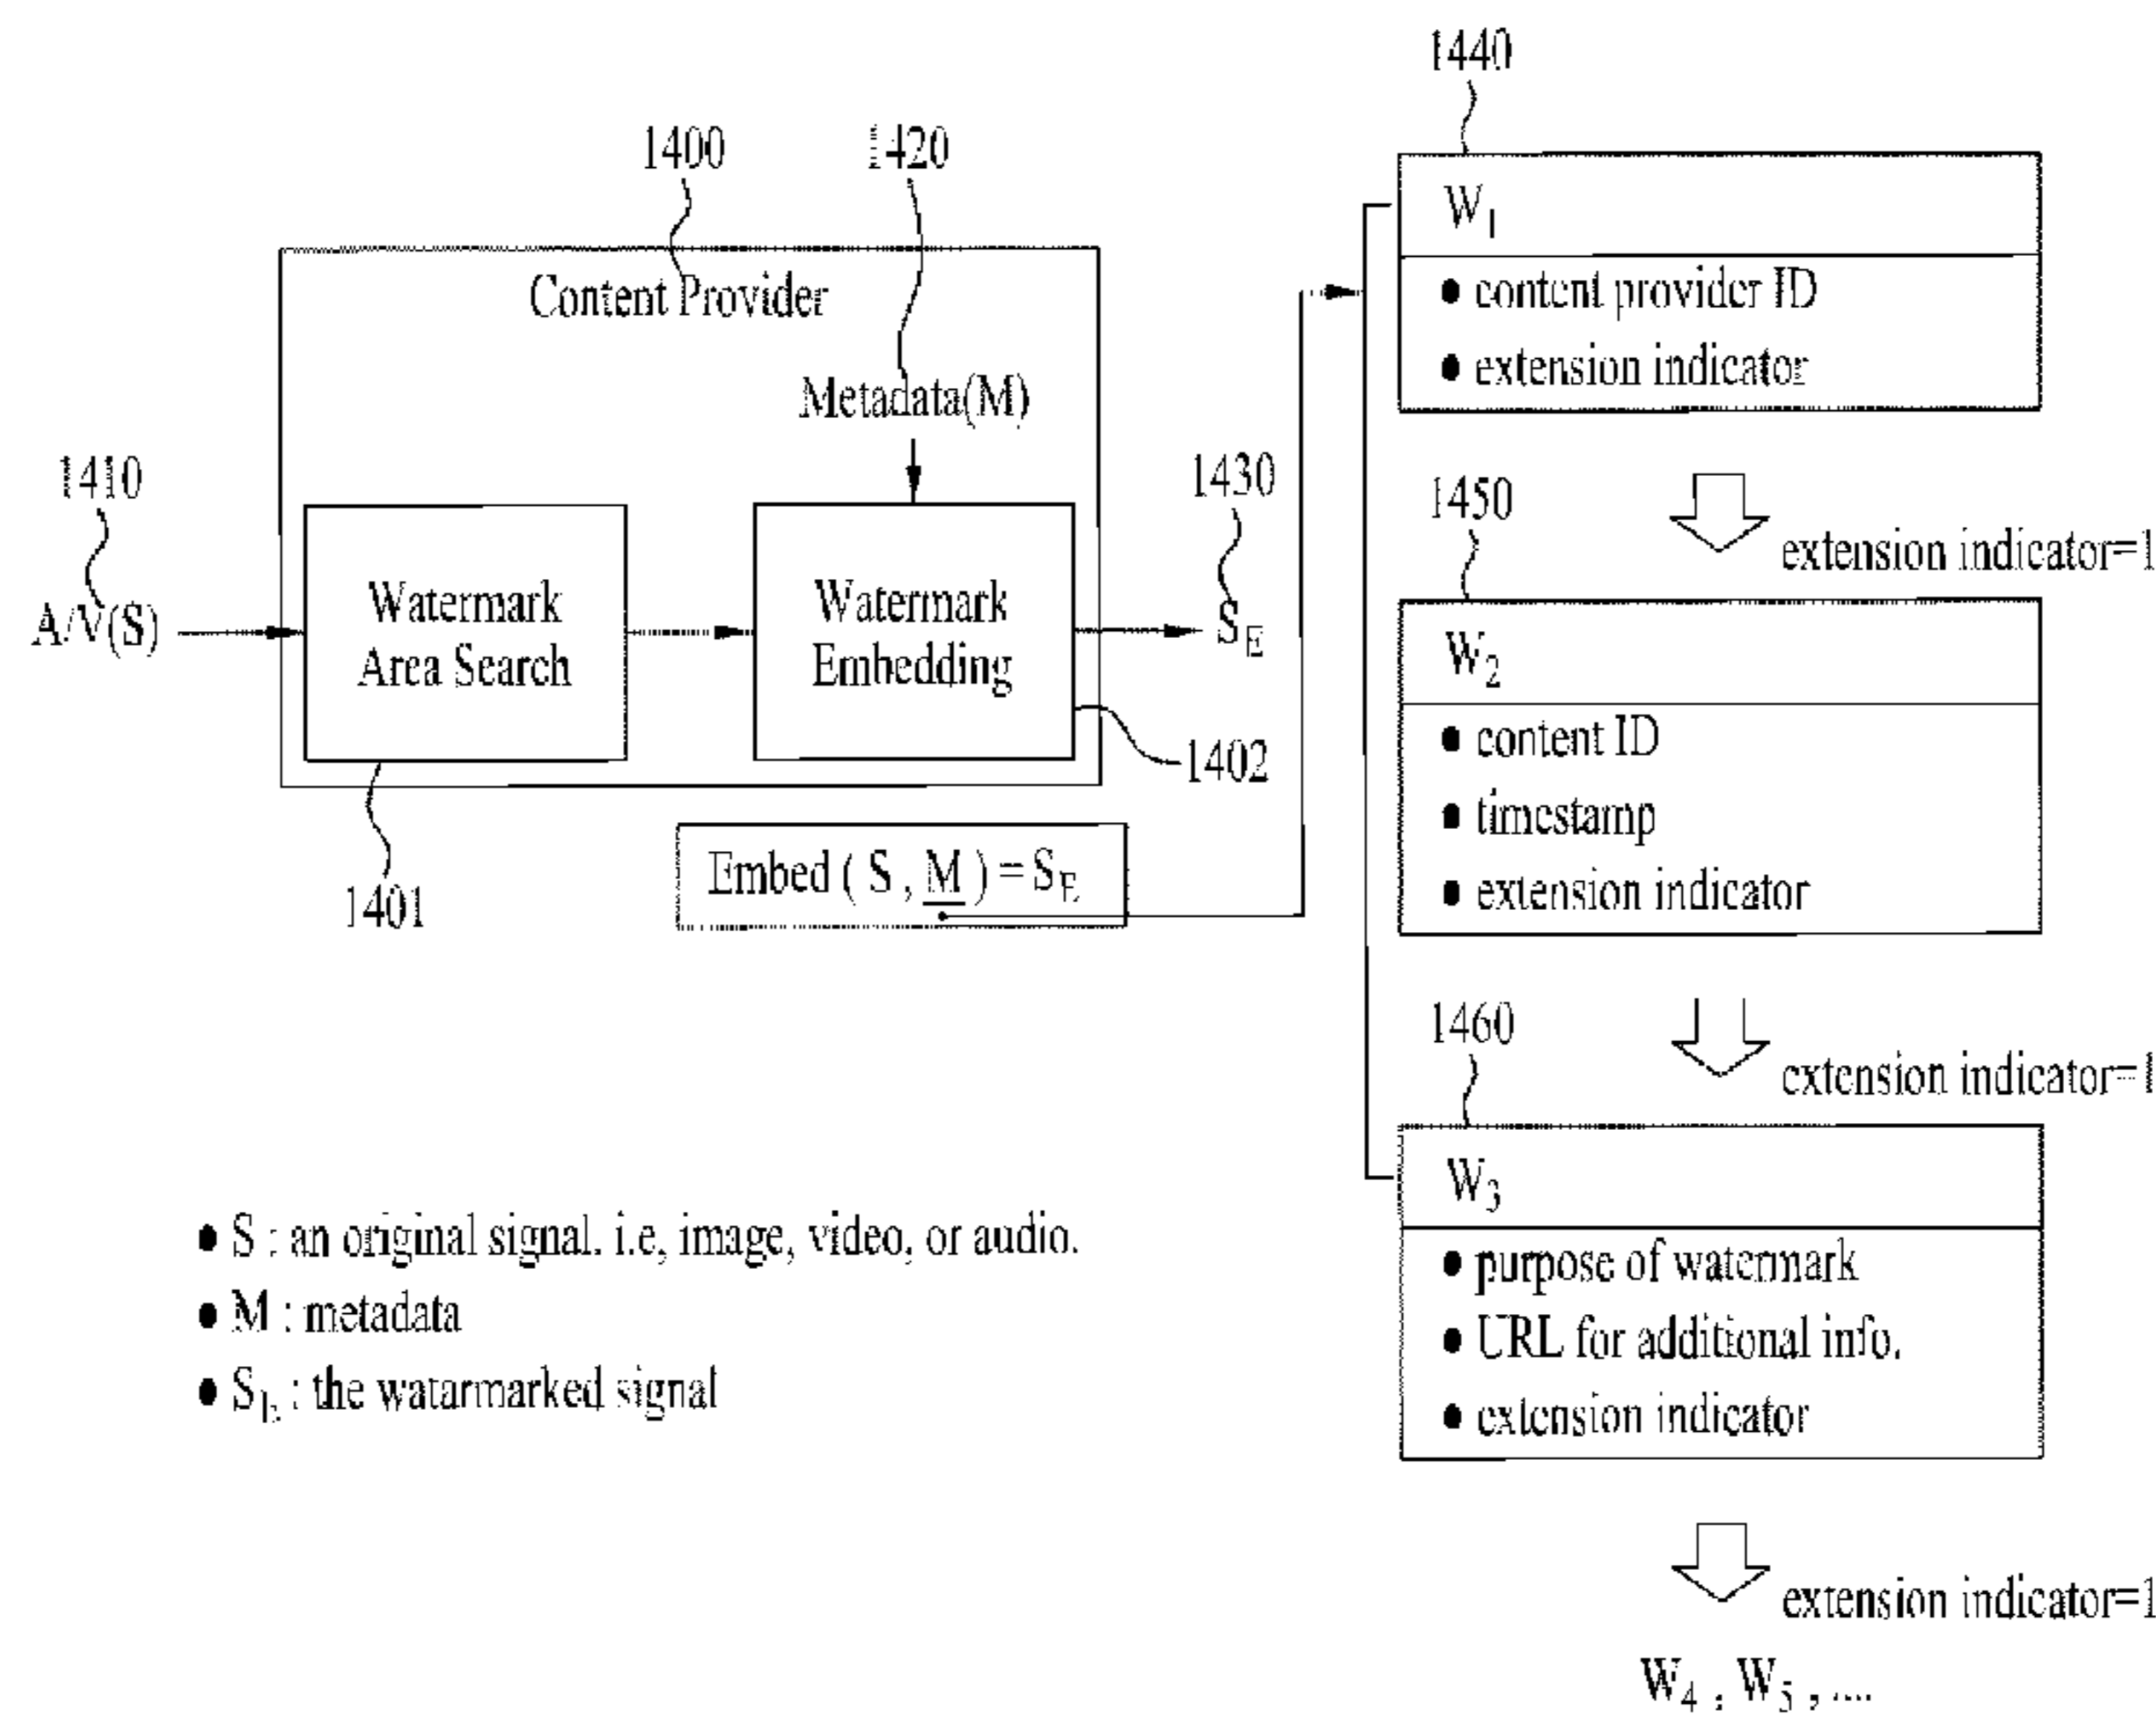 1440
1400
1420
W1
Content Provider
• content provider ID
• extension indicator
Metadata(M)
1410
1430
1450
extension indicator=1
A/V(S)
Watermark
Area Search
Watermark
Embedding
SE
W2
• content ID
1402
• timestamp
Embed ( S , M ) = SE
• extension indicator
1401
1460
extension indicator=1
W3
• S : an original signal. i.e, image, video, or audio.
• purpose of watermark
• M : metadata
• URL for additional info.
• SE : the watarmarked signal
• extension indicator
extension indicator=1
W4 , W5 , ....